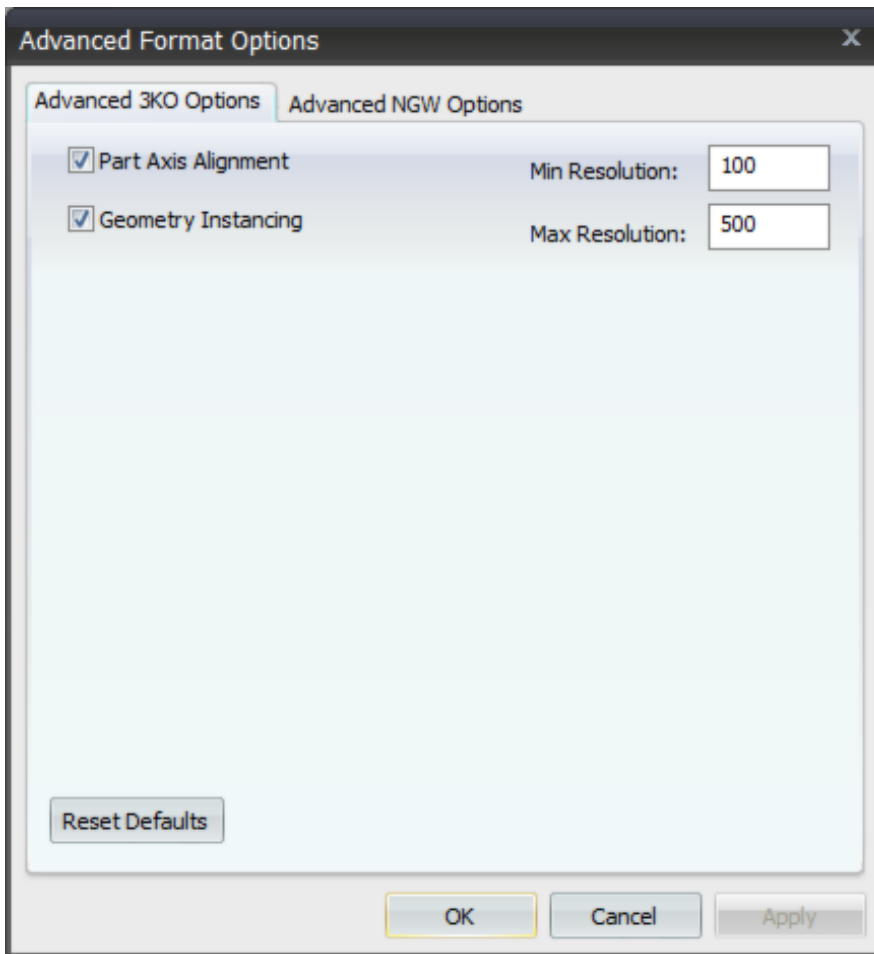 Advanced Format Options
X
Advanced 3KO Options Advanced NGW Options
Part Axis Alignment Min Resolution: 100
Geometry Instancing Max Resolution: 500
Reset Defaults
OK Cancel Apply